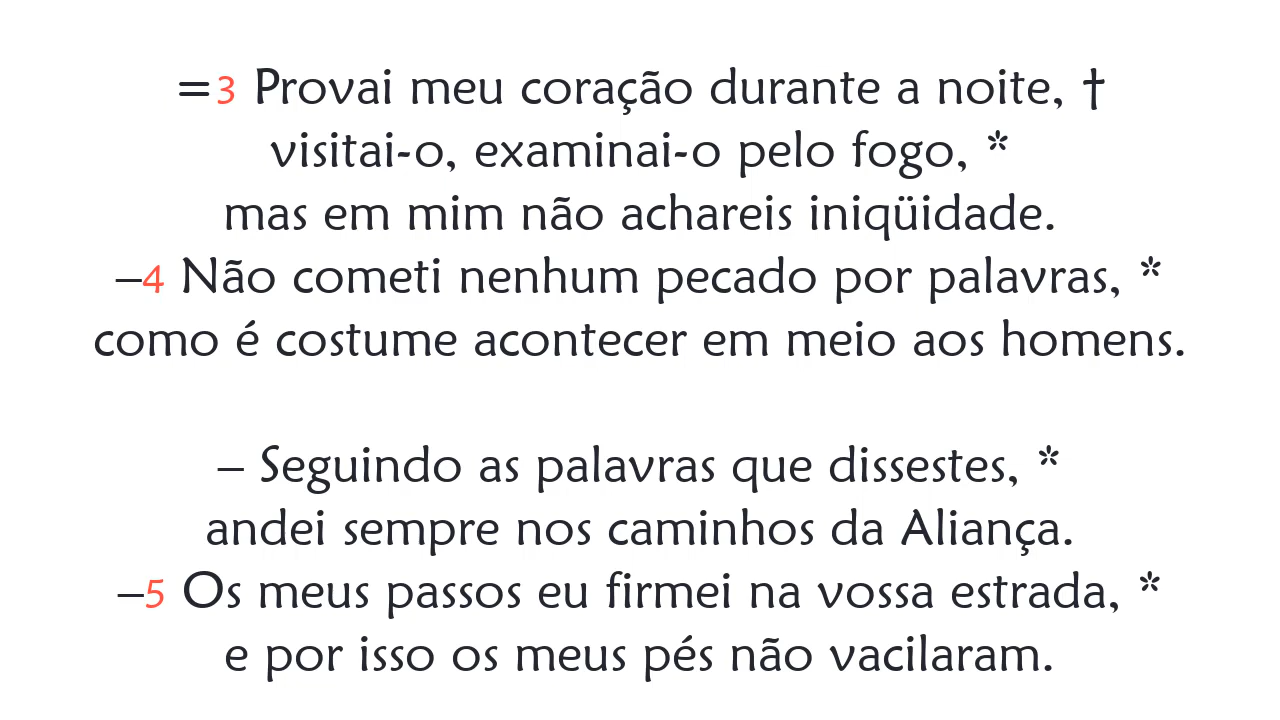 =3 Provai meu coração durante a noite, †
visitai-o, examinai-o pelo fogo, *
mas em mim não achareis iniqüidade.
–4 Não cometi nenhum pecado por palavras, *
como é costume acontecer em meio aos homens.
– Seguindo as palavras que dissestes, *
andei sempre nos caminhos da Aliança.
–5 Os meus passos eu firmei na vossa estrada, *
e por isso os meus pés não vacilaram.